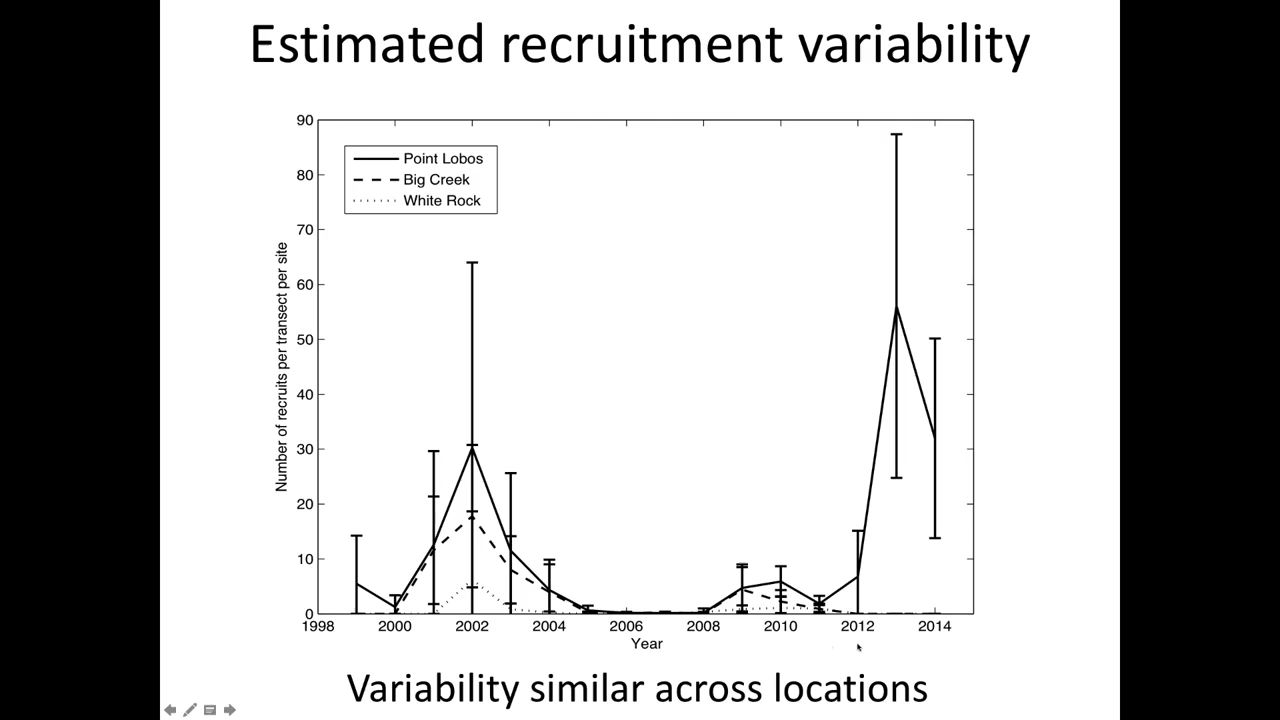 Estimated recruitment variability
90
80
70
60
50
40
30
20
10
0
Number of recruits per transect per site
Point Lobos
Big Creek
White Rock
1998 2000 2002 2004 2006 2008 2010 2012 2014
Year
Variability similar across locations